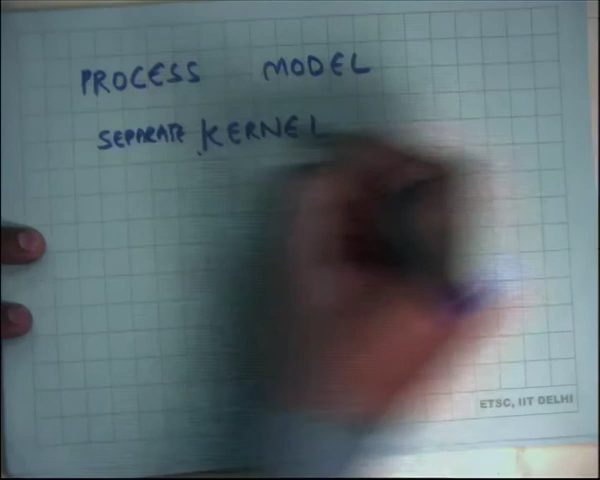 PROCESS MODEL
SEPARATE KERNEL
ETSC, IIT DELHI